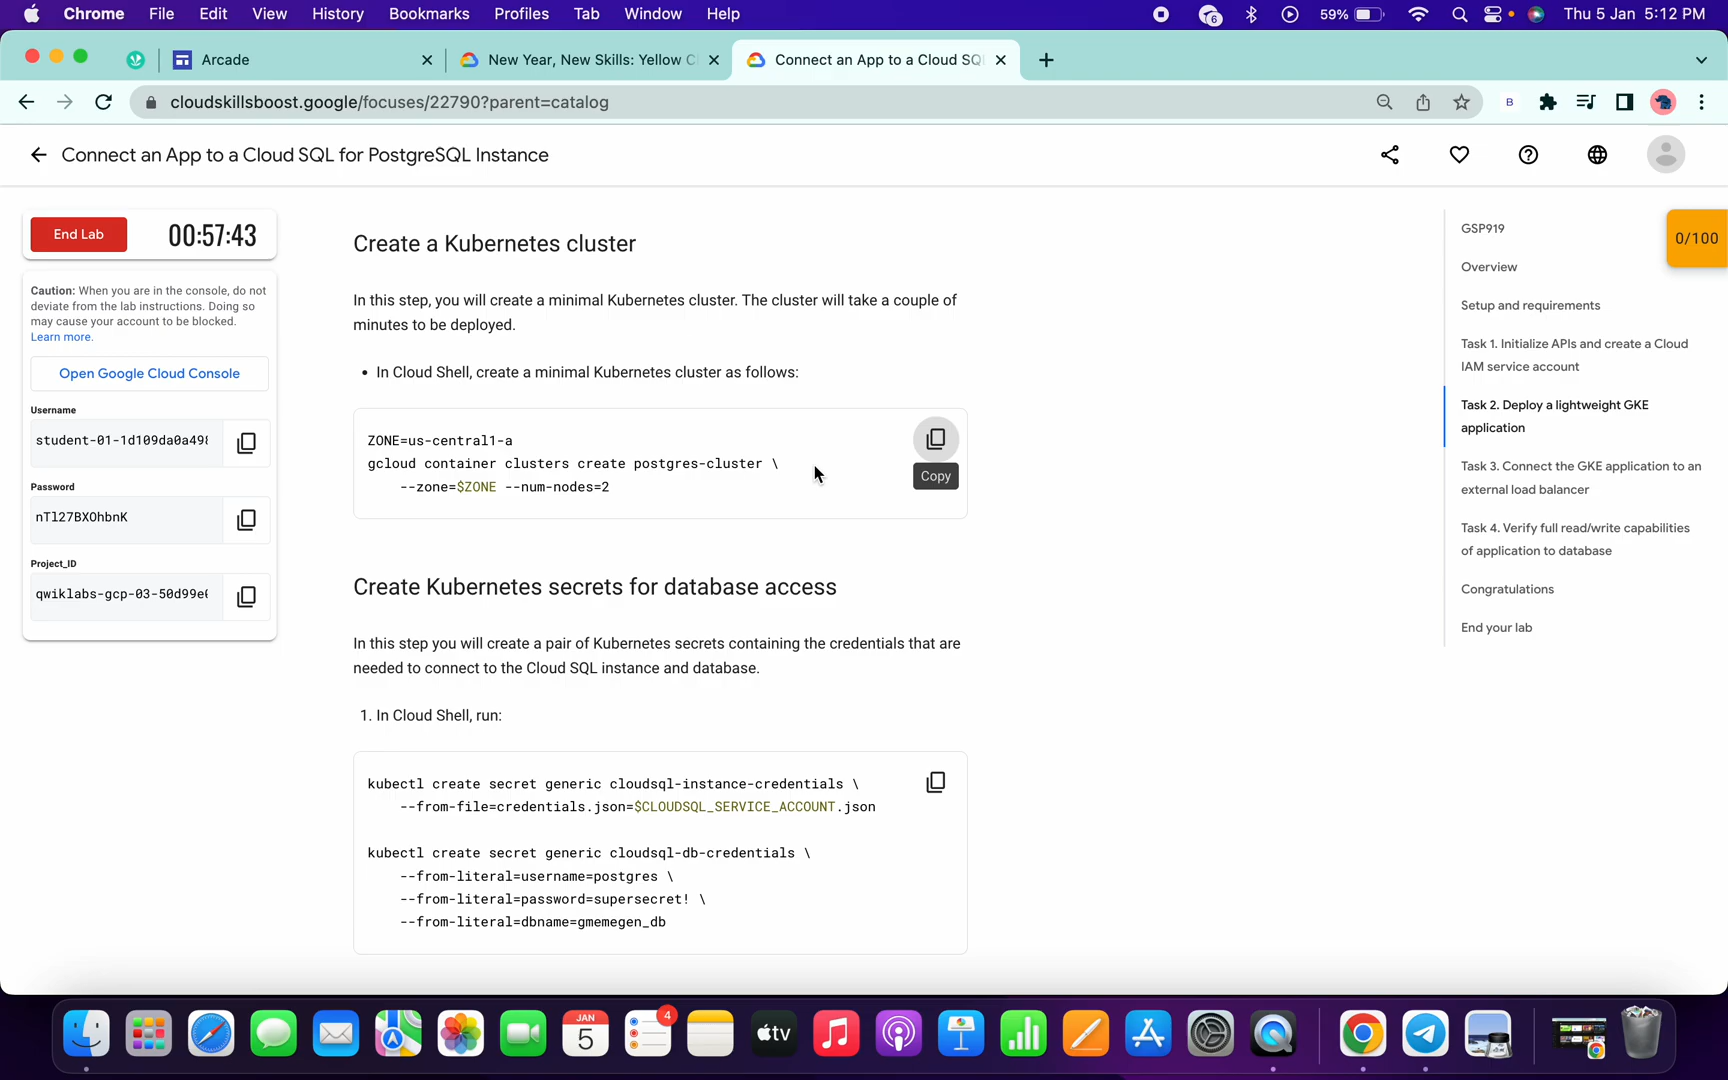 Chrome File Edit View History Bookmarks Profiles Tab Window Help
6
59%
Thu 5 Jan 5:12 PM
Arcade
New Year, New Skills: Yellow C
Connect an App to a Cloud SQ
cloudskillsboost.google/focuses/22790?parent=catalog
B
Connect an App to a Cloud SQL for PostgreSQL Instance
End Lab
00:57:43
Caution: When you are in the console, do not
deviate from the lab instructions. Doing so
may cause your account to be blocked.
Learn more.
Open Google Cloud Console
Username
student-01-1d109da0a498
Password
nTl27BXOhbnK
Project_ID
qwiklabs-gcp-03-50d99e0
Create a Kubernetes cluster
In this step, you will create a minimal Kubernetes cluster. The cluster will take a couple of
minutes to be deployed.
• In Cloud Shell, create a minimal Kubernetes cluster as follows:
ZONE=us-central1-a
gcloud container clusters create postgres-cluster \
--zone=$ZONE --num-nodes=2
Copy
Create Kubernetes secrets for database access
In this step you will create a pair of Kubernetes secrets containing the credentials that are
needed to connect to the Cloud SQL instance and database.
1. In Cloud Shell, run:
kubectl create secret generic cloudsql-instance-credentials \
--from-file=credentials.json=$CLOUDSQL_SERVICE_ACCOUNT.json
kubectl create secret generic cloudsql-db-credentials \
--from-literal=username=postgres \
--from-literal=password=supersecret! \
--from-literal=dbname=gmemegen_db
GSP919
0/100
Overview
Setup and requirements
Task 1. Initialize APIs and create a Cloud
IAM service account
Task 2. Deploy a lightweight GKE
application
Task 3. Connect the GKE application to an
external load balancer
Task 4. Verify full read/write capabilities
of application to database
Congratulations
End your lab
JAN
5
4
tv